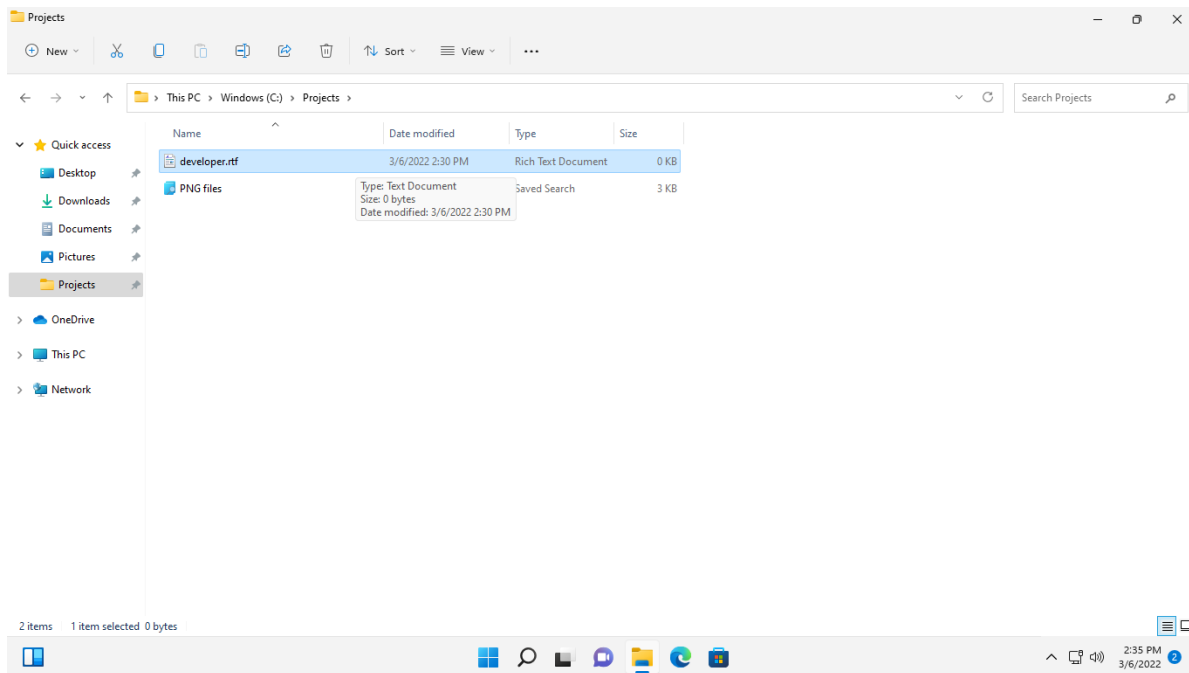 Projects
New Sort View
This PC Windows (C:) Projects Search Projects
Name Date modified Type Size
Quick access
developer.rtf 3/6/2022 2:30 PM Rich Text Document 0 KB
Desktop
PNG files Saved Search 3 KB
Type: Text Document
Size: 0 bytes
Date modified: 3/6/2022 2:30 PM
Downloads
Documents
Pictures
Projects
OneDrive
This PC
Network
2 items 1 item selected 0 bytes
2:35 PM
3/6/2022 2